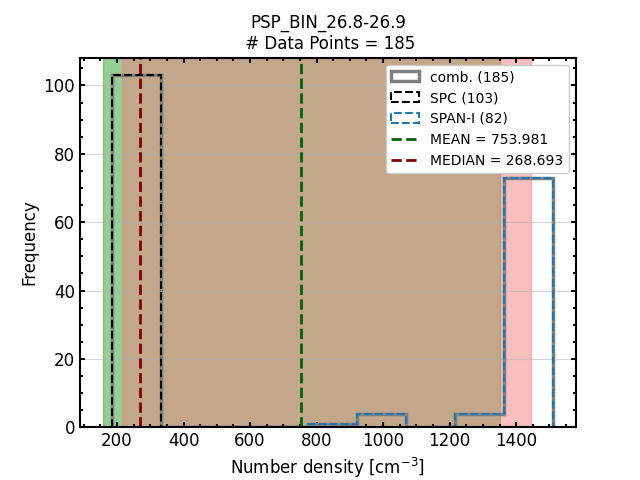 PSP_BIN_26.8-26.9
# Data Points = 185
comb. (185)
SPC (103)
SPAN-I (82)
MEAN = 753.981
MEDIAN = 268.693
Frequency
100
80
60
40
20
0
200 400 600 800 1000 1200 1400
Number density [cm⁻³]